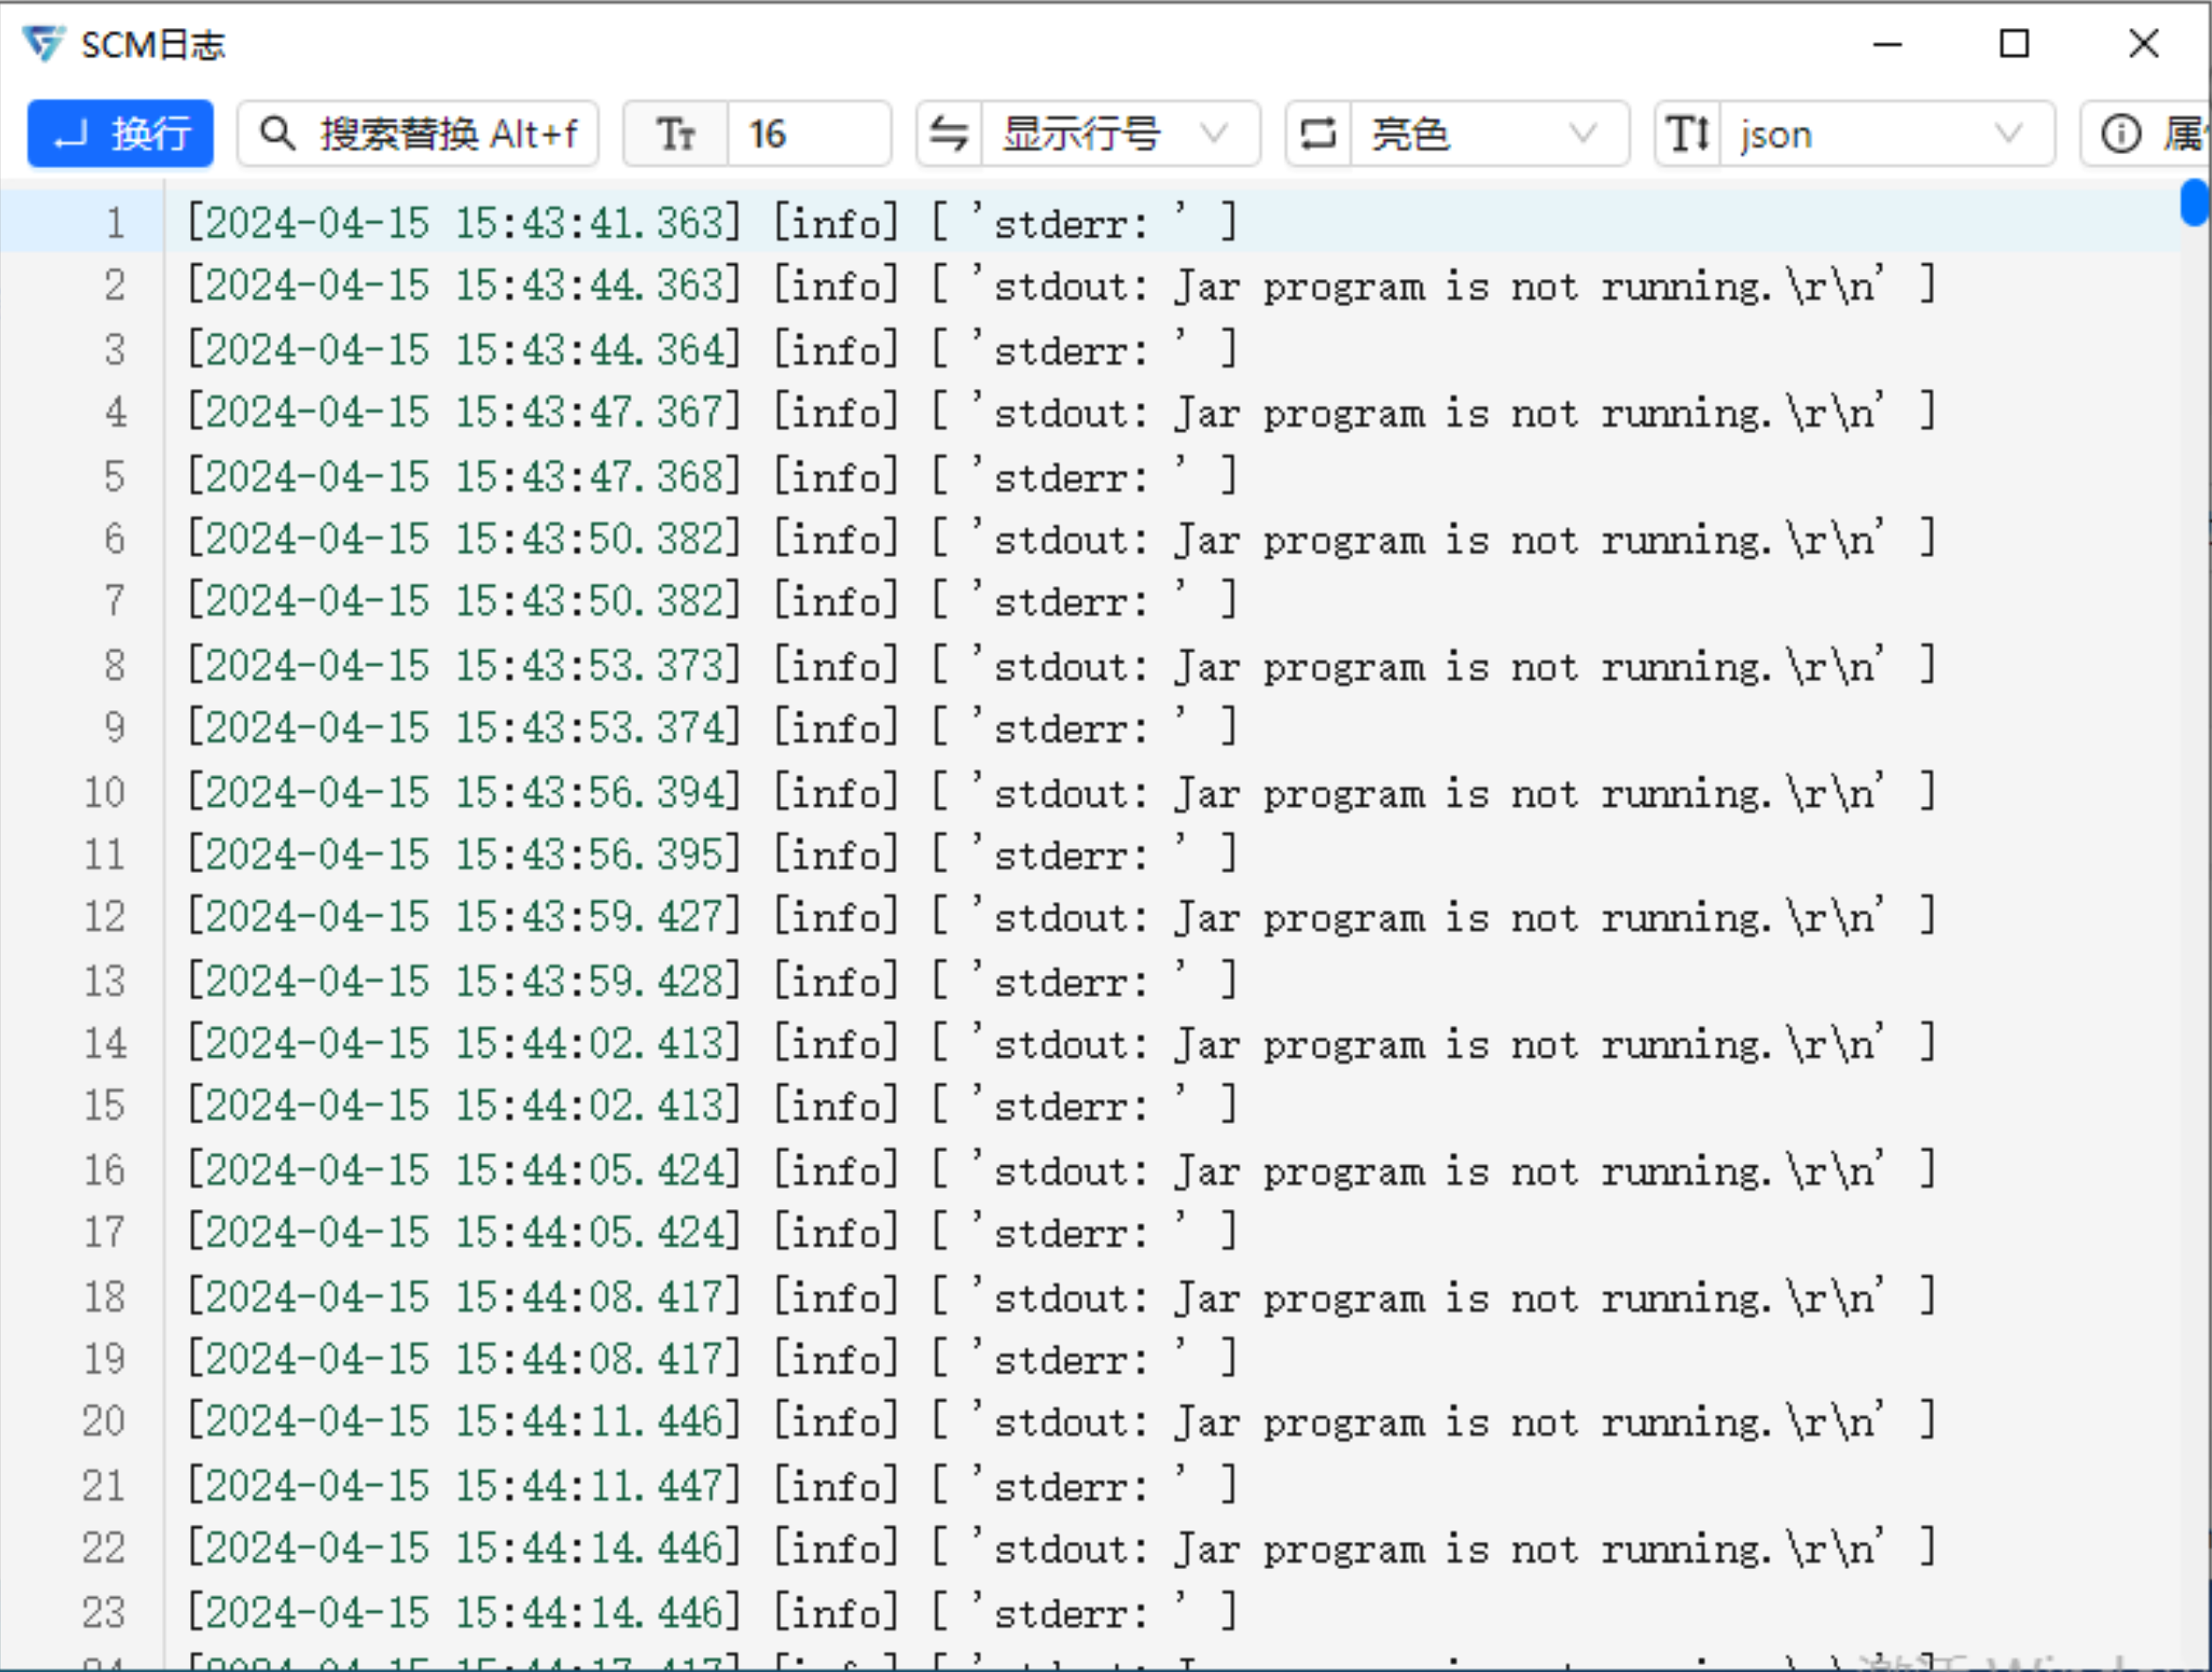 SCM日志
换行 搜索替换 Alt+f 16 显示行号 亮色 json
1 [2024-04-15 15:43:41.363] [info] [ 'stderr: ' ]
2 [2024-04-15 15:43:44.363] [info] [ 'stdout: Jar program is not running.\r\n' ]
3 [2024-04-15 15:43:44.364] [info] [ 'stderr: ' ]
4 [2024-04-15 15:43:47.367] [info] [ 'stdout: Jar program is not running.\r\n' ]
5 [2024-04-15 15:43:47.368] [info] [ 'stderr: ' ]
6 [2024-04-15 15:43:50.382] [info] [ 'stdout: Jar program is not running.\r\n' ]
7 [2024-04-15 15:43:50.382] [info] [ 'stderr: ' ]
8 [2024-04-15 15:43:53.373] [info] [ 'stdout: Jar program is not running.\r\n' ]
9 [2024-04-15 15:43:53.374] [info] [ 'stderr: ' ]
10 [2024-04-15 15:43:56.394] [info] [ 'stdout: Jar program is not running.\r\n' ]
11 [2024-04-15 15:43:56.395] [info] [ 'stderr: ' ]
12 [2024-04-15 15:43:59.427] [info] [ 'stdout: Jar program is not running.\r\n' ]
13 [2024-04-15 15:43:59.428] [info] [ 'stderr: ' ]
14 [2024-04-15 15:44:02.413] [info] [ 'stdout: Jar program is not running.\r\n' ]
15 [2024-04-15 15:44:02.413] [info] [ 'stderr: ' ]
16 [2024-04-15 15:44:05.424] [info] [ 'stdout: Jar program is not running.\r\n' ]
17 [2024-04-15 15:44:05.424] [info] [ 'stderr: ' ]
18 [2024-04-15 15:44:08.417] [info] [ 'stdout: Jar program is not running.\r\n' ]
19 [2024-04-15 15:44:08.417] [info] [ 'stderr: ' ]
20 [2024-04-15 15:44:11.446] [info] [ 'stdout: Jar program is not running.\r\n' ]
21 [2024-04-15 15:44:11.447] [info] [ 'stderr: ' ]
22 [2024-04-15 15:44:14.446] [info] [ 'stdout: Jar program is not running.\r\n' ]
23 [2024-04-15 15:44:14.446] [info] [ 'stderr: ' ]